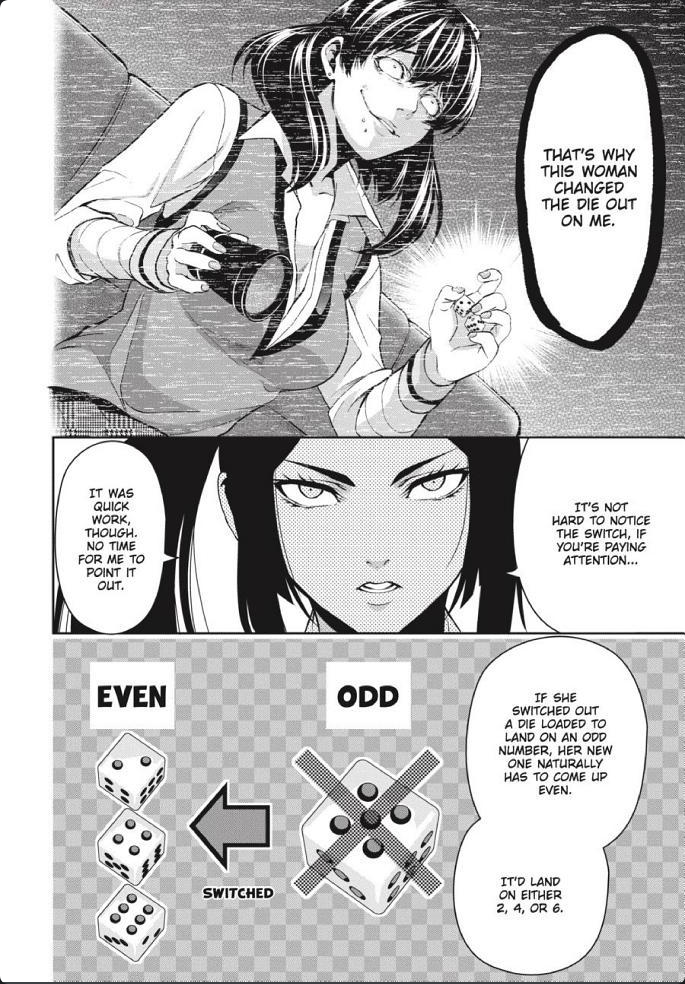 THAT'S WHY
THIS WOMAN
CHANGED
THE DIE OUT
ON ME.
IT'S NOT
HARD TO NOTICE
THE SWITCH, IF
YOU'RE PAYING
ATTENTION...
IT WAS
QUICK
WORK,
THOUGH.
NO TIME
FOR ME TO
POINT IT
OUT.
IF SHE
SWITCHED OUT
A DIE LOADED TO
LAND ON AN ODD
NUMBER, HER NEW
ONE NATURALLY
HAS TO COME UP
EVEN.
IT'D LAND
ON EITHER
2, 4, OR 6.
ODD
SWITCHED
EVEN